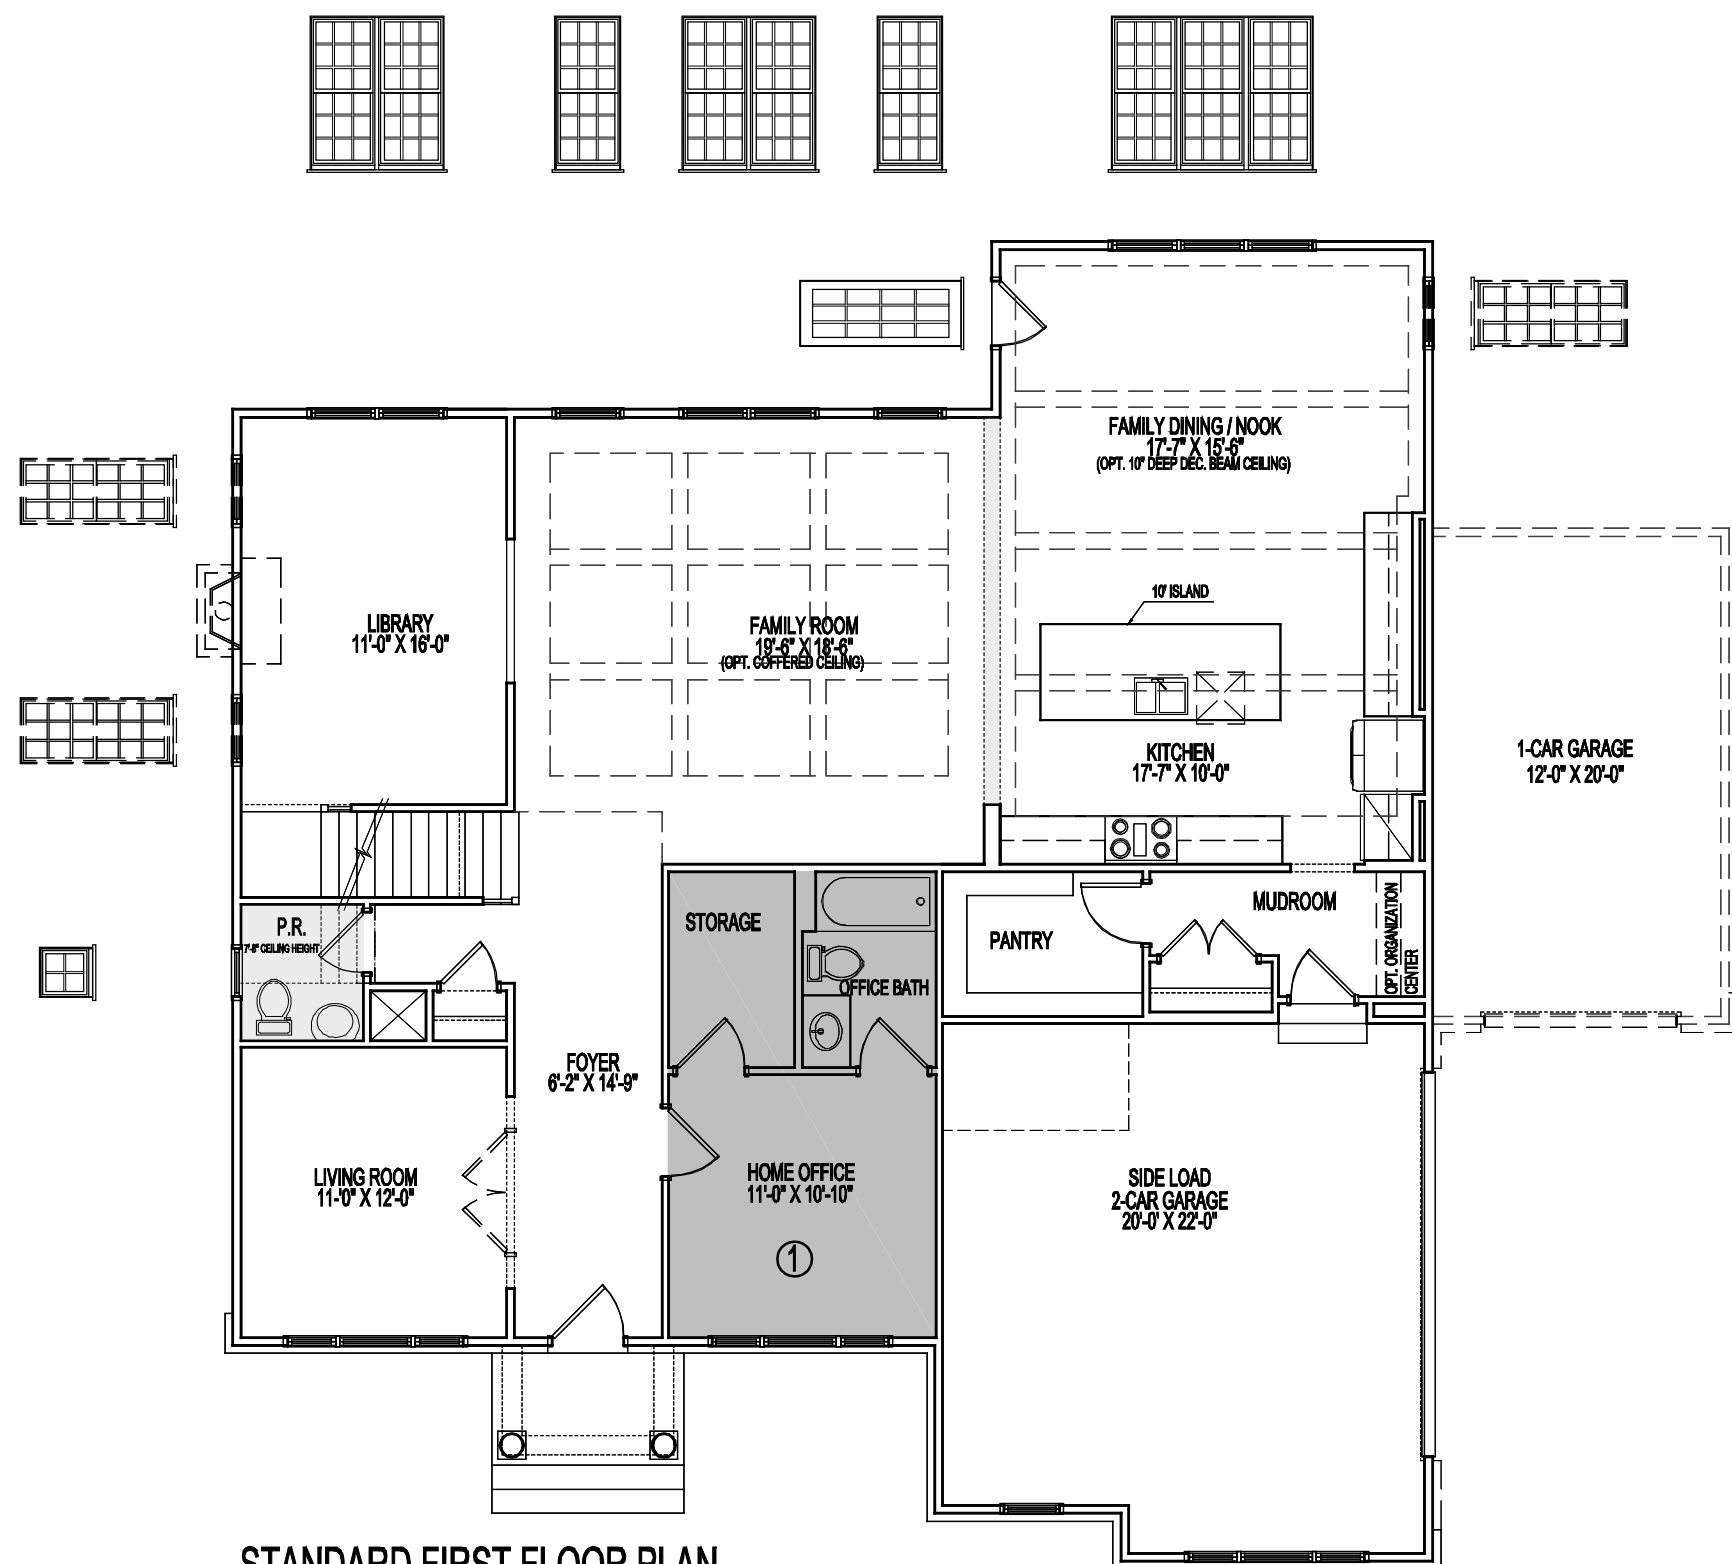 FAMILY DINING / NOOK
17'-7" X 15'-6"
(OPT. 10" DEEP DEC. BEAM CEILING)
10' ISLAND
LIBRARY
11'-0" X 16'-0"
FAMILY ROOM
19'-6" X 18'-6"
(OPT. COFFERED CEILING)
KITCHEN
17'-7" X 10'-0"
1-CAR GARAGE
12'-0" X 20'-0"
P.R.
7'-8" CEILING HEIGHT
STORAGE
OFFICE BATH
PANTRY
MUDROOM
OPT. ORGANIZATION
CENTER
FOYER
6'-2" X 14'-9"
LIVING ROOM
11'-0" X 12'-0"
HOME OFFICE
11'-0" X 10'-10"
1
SIDE LOAD
2-CAR GARAGE
20'-0' X 22'-0"
STANDARD FIRST FLOOR PLAN